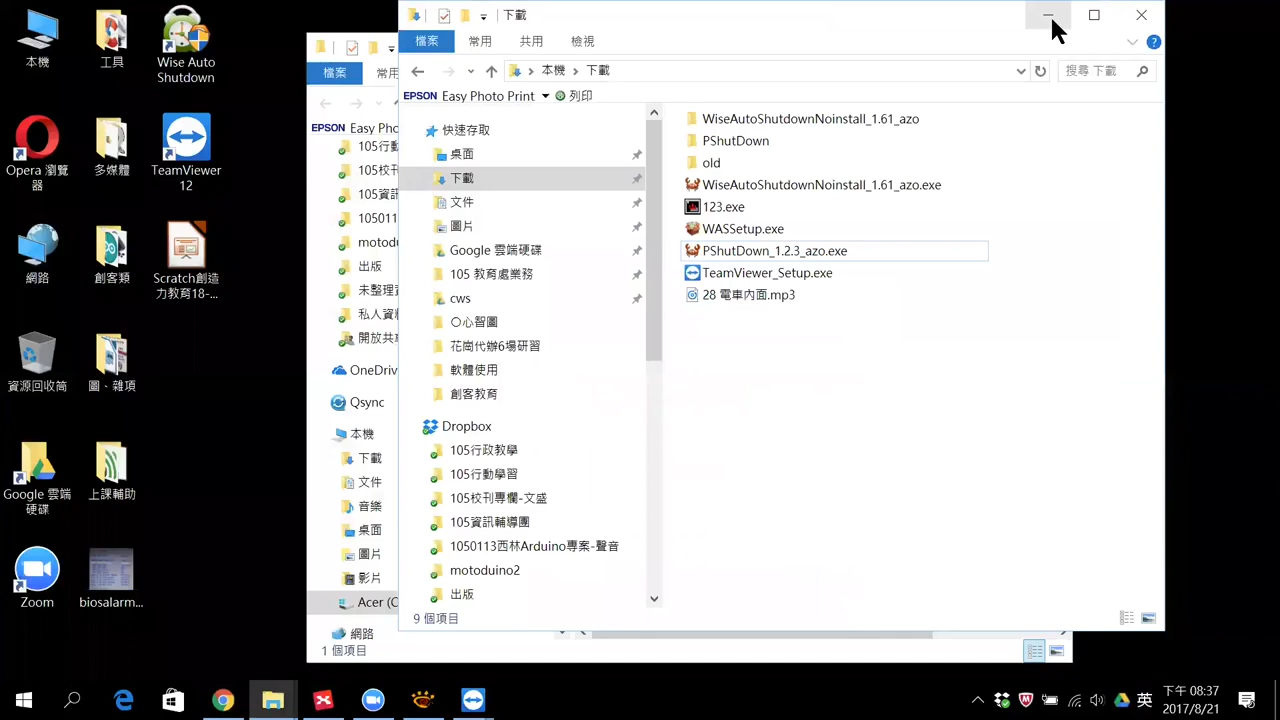 本機
工具
Wise Auto
Shutdown
Opera 瀏覽
器
多媒體
TeamViewer
12
網路
創客類
Scratch創造
力教育18-...
資源回收筒
圖、雜項
Google 雲端
硬碟
上課輔助
Zoom
biosalarm...
檔案
常用
EPSON Easy Pho
105行動
105校刊
105資訊
1050113
motodu
出版
未整理資
私人資料
開放共享
OneDriv
Qsync
本機
下載
文件
音樂
桌面
圖片
影片
Acer (C
網路
1 個項目
下載
檔案
常用
共用
檢視
本機
下載
搜尋 下載
EPSON Easy Photo Print
列印
快速存取
桌面
下載
文件
圖片
Google 雲端硬碟
105 教育處業務
cws
〇心智圖
花崗代辦6場研習
軟體使用
創客教育
Dropbox
105行政教學
105行動學習
105校刊專欄-文盛
105資訊輔導團
1050113西林Arduino專案-聲音
motoduino2
出版
WiseAutoShutdownNoinstall_1.61_azo
PShutDown
old
WiseAutoShutdownNoinstall_1.61_azo.exe
123.exe
WASSetup.exe
PShutDown_1.2.3_azo.exe
TeamViewer_Setup.exe
28 電車內面.mp3
9 個項目
英
下午 08:37
2017/8/21